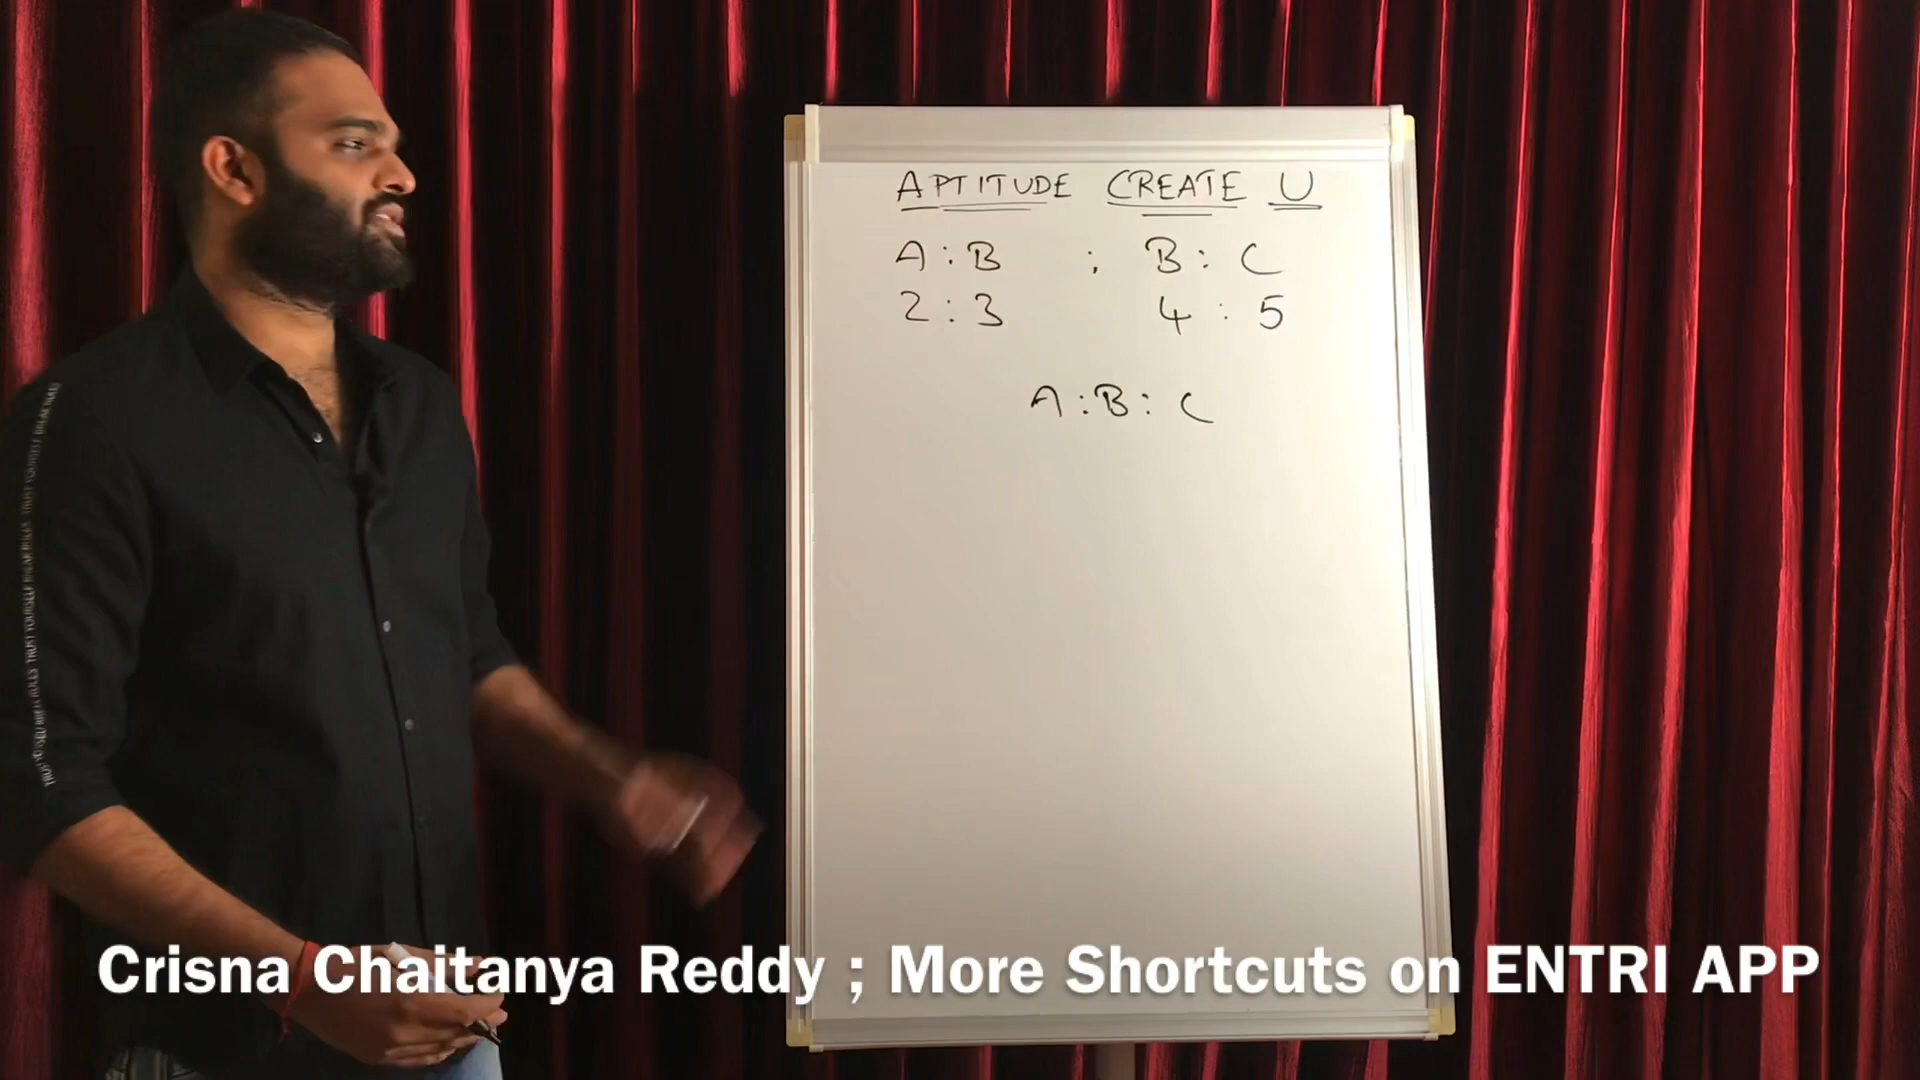 APTITUDE CREATE U
A : B ; B : C
2 : 3 4 : 5
A : B : C
Crisna Chaitanya Reddy ; More Shortcuts on ENTRI APP